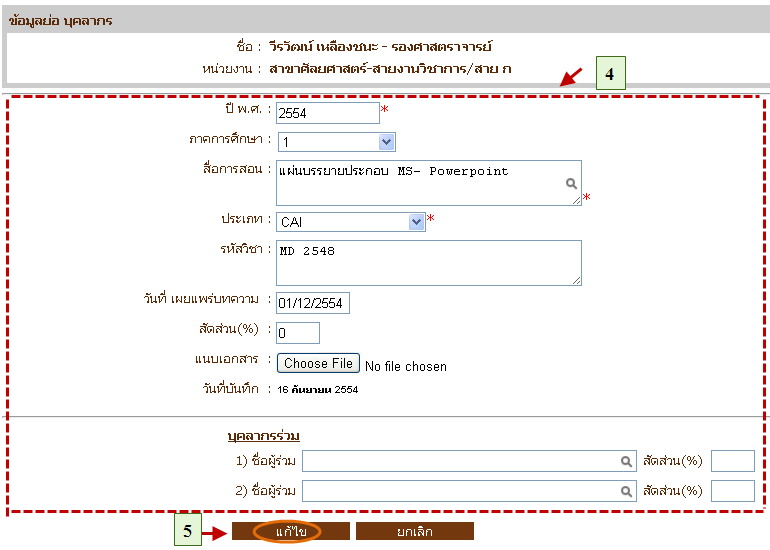 ข้อมูลย่อ บุคลากร
ชื่อ : วีรวัฒน์ เหลืองชนะ - รองศาสตราจารย์
หน่วยงาน : สาขาศัลยศาสตร์-สายงานวิชาการ/สาย ก
4
ปี พ.ศ. : 2554 *
ภาคการศึกษา : 1
สื่อการสอน : แผ่นบรรยายประกอบ MS- Powerpoint *
ประเภท : CAI *
รหัสวิชา : MD 2548
วันที่ เผยแพร่บทความ : 01/12/2554
สัดส่วน(%) : 0
แนบเอกสาร : Choose File No file chosen
วันที่บันทึก : 16 กันยายน 2554
บุคลากรร่วม
1) ชื่อผู้ร่วม สัดส่วน(%)
2) ชื่อผู้ร่วม สัดส่วน(%)
5 แก้ไข ยกเลิก